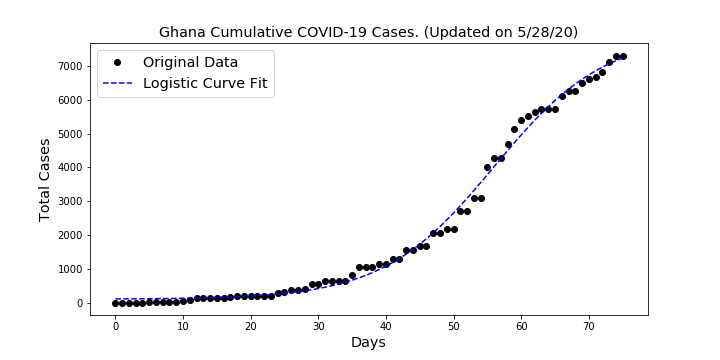 Ghana Cumulative COVID-19 Cases. (Updated on 5/28/20)
Original Data
Logistic Curve Fit
7000
6000
5000
4000
3000
2000
1000
0
Total Cases
0 10 20 30 40 50 60 70
Days